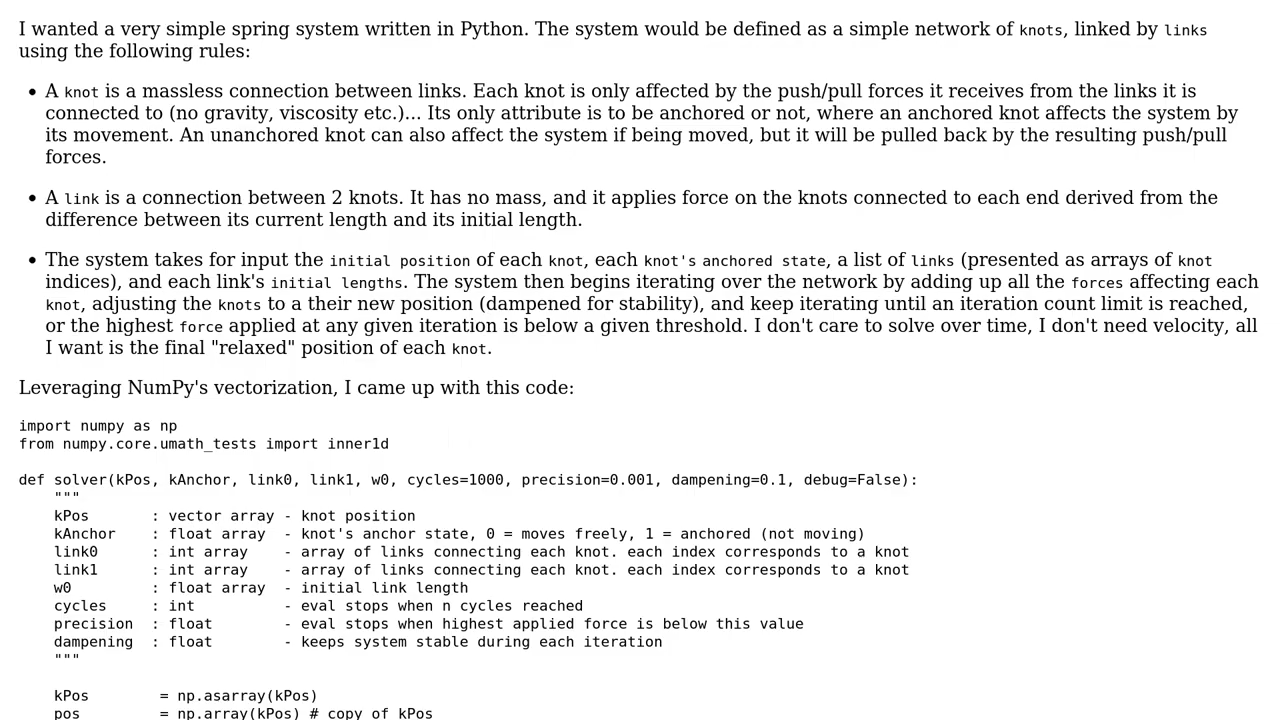 I wanted a very simple spring system written in Python. The system would be defined as a simple network of knots, linked by links
using the following rules:
• A knot is a massless connection between links. Each knot is only affected by the push/pull forces it receives from the links it is
connected to (no gravity, viscosity etc.)... Its only attribute is to be anchored or not, where an anchored knot affects the system by
its movement. An unanchored knot can also affect the system if being moved, but it will be pulled back by the resulting push/pull
forces.
• A link is a connection between 2 knots. It has no mass, and it applies force on the knots connected to each end derived from the
difference between its current length and its initial length.
• The system takes for input the initial position of each knot, each knot's anchored state, a list of links (presented as arrays of knot
indices), and each link's initial lengths. The system then begins iterating over the network by adding up all the forces affecting each
knot, adjusting the knots to a their new position (dampened for stability), and keep iterating until an iteration count limit is reached,
or the highest force applied at any given iteration is below a given threshold. I don't care to solve over time, I don't need velocity, all
I want is the final "relaxed" position of each knot.
Leveraging NumPy's vectorization, I came up with this code:
import numpy as np
from numpy.core.umath_tests import inner1d
def solver(kPos, kAnchor, link0, link1, w0, cycles=1000, precision=0.001, dampening=0.1, debug=False):
    """
    kPos       : vector array - knot position
    kAnchor    : float array  - knot's anchor state, 0 = moves freely, 1 = anchored (not moving)
    link0      : int array    - array of links connecting each knot. each index corresponds to a knot
    link1      : int array    - array of links connecting each knot. each index corresponds to a knot
    w0         : float array  - initial link length
    cycles     : int          - eval stops when n cycles reached
    precision  : float        - eval stops when highest applied force is below this value
    dampening  : float        - keeps system stable during each iteration
    """
    kPos        = np.asarray(kPos)
    pos         = np.array(kPos) # copy of kPos